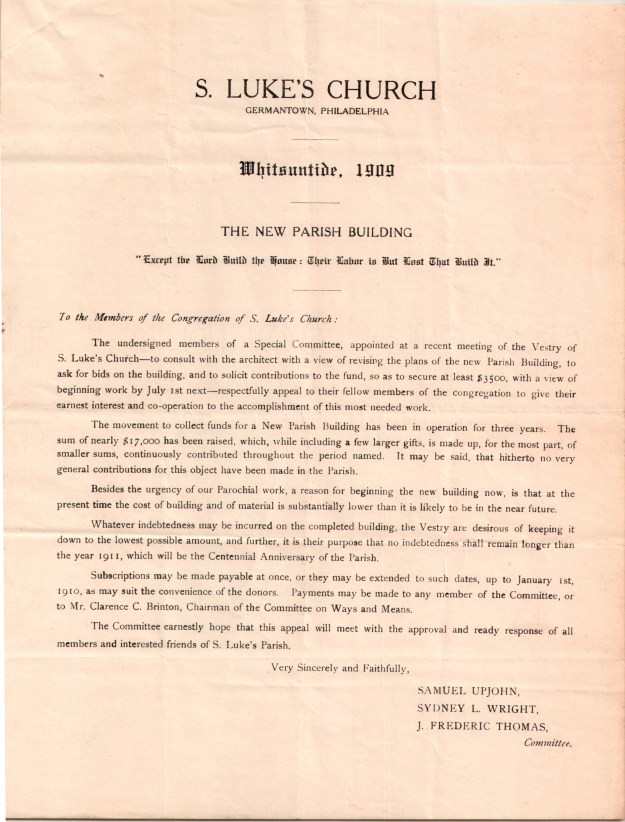 S. LUKE'S CHURCH
GERMANTOWN, PHILADELPHIA
Whitsuntide, 1909
THE NEW PARISH BUILDING
"Except the Lord Build the House: Their Labor is But Lost That Build It."
To the Members of the Congregation of S. Luke's Church:
The undersigned members of a Special Committee, appointed at a recent meeting of the Vestry of
S. Luke's Church—to consult with the architect with a view of revising the plans of the new Parish Building, to
ask for bids on the building, and to solicit contributions to the fund, so as to secure at least $3500, with a view of
beginning work by July 1st next—respectfully appeal to their fellow members of the congregation to give their
earnest interest and co-operation to the accomplishment of this most needed work.
The movement to collect funds for a New Parish Building has been in operation for three years. The
sum of nearly $17,000 has been raised, which, while including a few larger gifts, is made up, for the most part, of
smaller sums, continuously contributed throughout the period named. It may be said, that hitherto no very
general contributions for this object have been made in the Parish.
Besides the urgency of our Parochial work, a reason for beginning the new building now, is that at the
present time the cost of building and of material is substantially lower than it is likely to be in the near future.
Whatever indebtedness may be incurred on the completed building, the Vestry are desirous of keeping it
down to the lowest possible amount, and further, it is their purpose that no indebtedness shall remain longer than
the year 1911, which will be the Centennial Anniversary of the Parish.
Subscriptions may be made payable at once, or they may be extended to such dates, up to January 1st,
1910, as may suit the convenience of the donors. Payments may be made to any member of the Committee, or
to Mr. Clarence C. Brinton, Chairman of the Committee on Ways and Means.
The Committee earnestly hope that this appeal will meet with the approval and ready response of all
members and interested friends of S. Luke's Parish.
Very Sincerely and Faithfully,
SAMUEL UPJOHN,
SYDNEY L. WRIGHT,
J. FREDERIC THOMAS,
Committee.